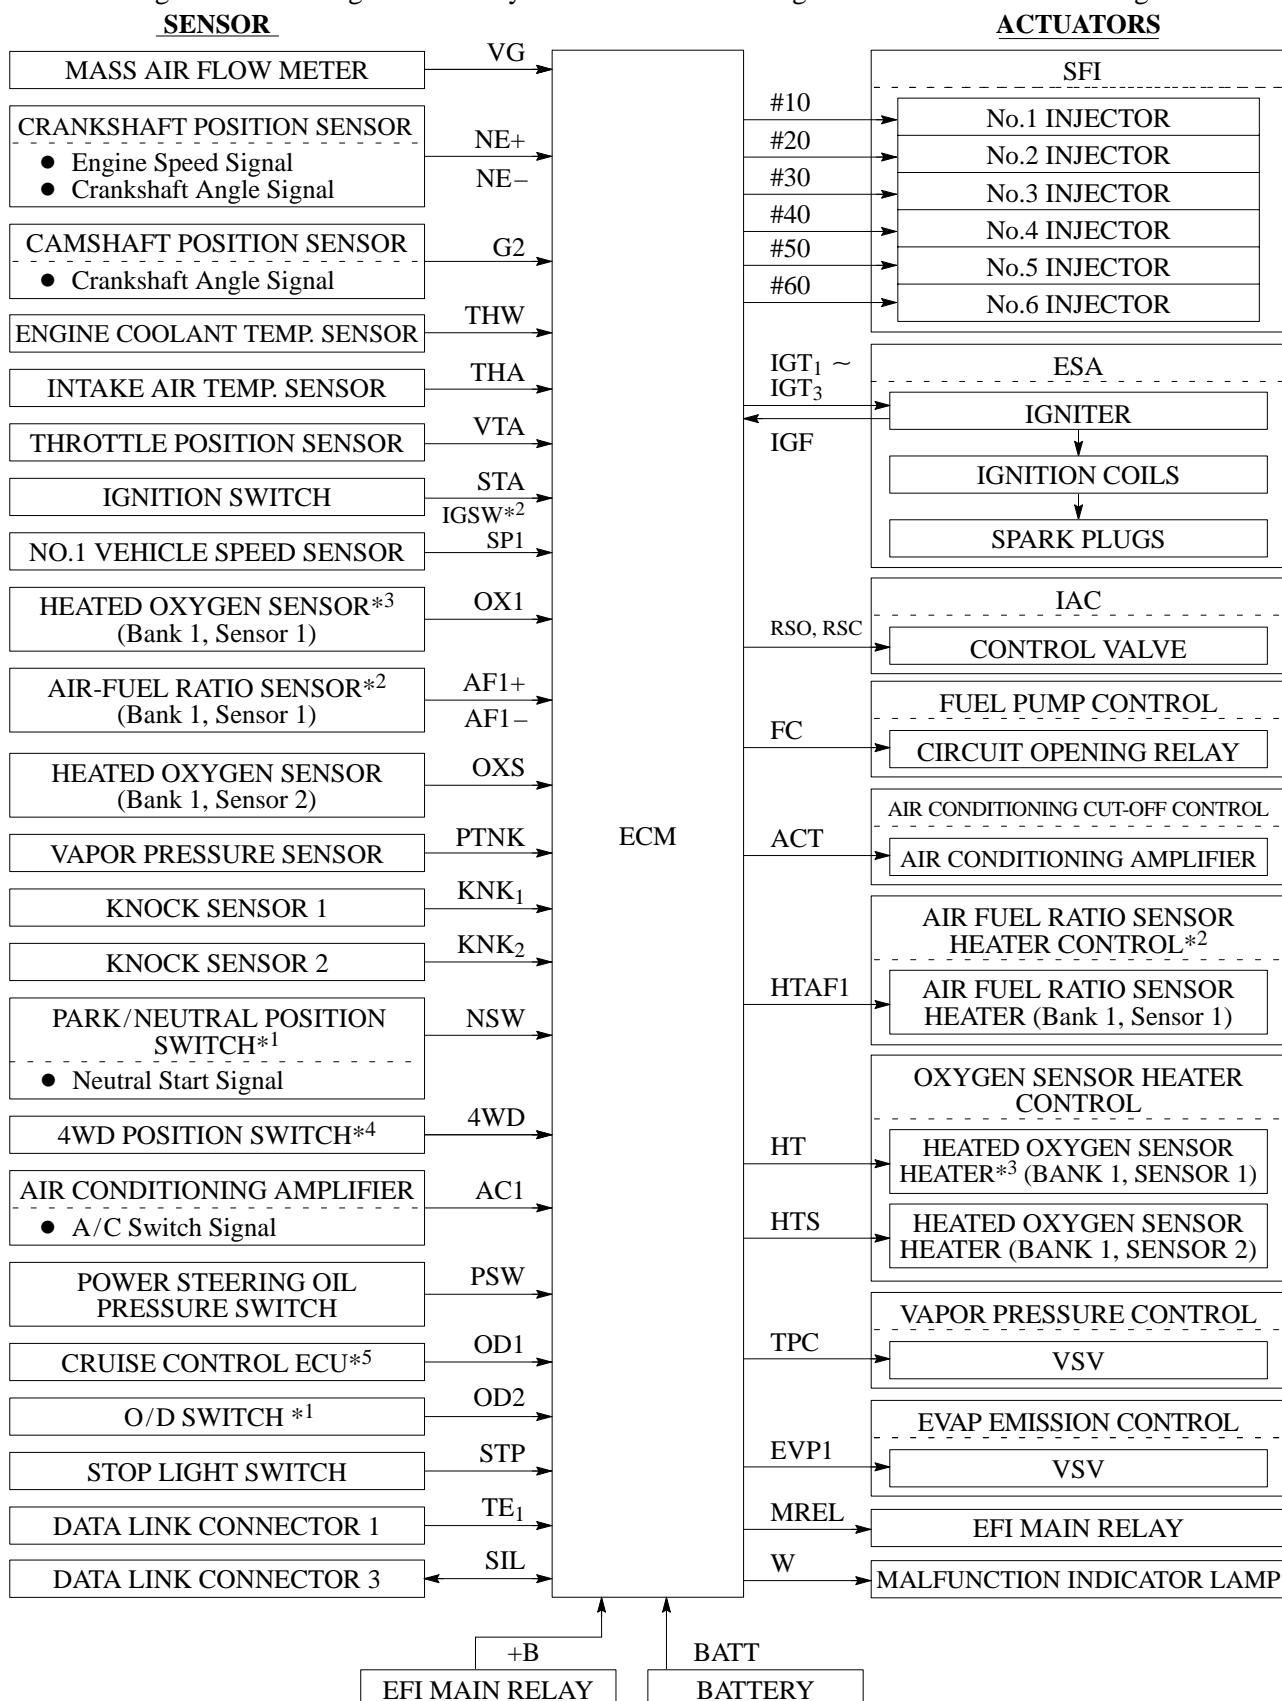 SENSOR
ACTUATORS
MASS AIR FLOW METER
VG
CRANKSHAFT POSITION SENSOR
● Engine Speed Signal
● Crankshaft Angle Signal
NE+
NE−
CAMSHAFT POSITION SENSOR
● Crankshaft Angle Signal
G2
ENGINE COOLANT TEMP. SENSOR
THW
INTAKE AIR TEMP. SENSOR
THA
THROTTLE POSITION SENSOR
VTA
IGNITION SWITCH
STA
IGSW*2
NO.1 VEHICLE SPEED SENSOR
SP1
HEATED OXYGEN SENSOR*3
(Bank 1, Sensor 1)
OX1
AIR-FUEL RATIO SENSOR*2
(Bank 1, Sensor 1)
AF1+
AF1−
HEATED OXYGEN SENSOR
(Bank 1, Sensor 2)
OXS
VAPOR PRESSURE SENSOR
PTNK
KNOCK SENSOR 1
KNK1
KNOCK SENSOR 2
KNK2
PARK/NEUTRAL POSITION
SWITCH*1
● Neutral Start Signal
NSW
4WD POSITION SWITCH*4
4WD
AIR CONDITIONING AMPLIFIER
● A/C Switch Signal
AC1
POWER STEERING OIL
PRESSURE SWITCH
PSW
CRUISE CONTROL ECU*5
OD1
O/D SWITCH *1
OD2
STOP LIGHT SWITCH
STP
DATA LINK CONNECTOR 1
TE1
DATA LINK CONNECTOR 3
SIL
ECM
+B
EFI MAIN RELAY
BATT
BATTERY
SFI
#10
No.1 INJECTOR
#20
No.2 INJECTOR
#30
No.3 INJECTOR
#40
No.4 INJECTOR
#50
No.5 INJECTOR
#60
No.6 INJECTOR
ESA
IGT1 ~
IGT3
IGF
IGNITER
IGNITION COILS
SPARK PLUGS
IAC
RSO, RSC
CONTROL VALVE
FUEL PUMP CONTROL
FC
CIRCUIT OPENING RELAY
AIR CONDITIONING CUT-OFF CONTROL
ACT
AIR CONDITIONING AMPLIFIER
AIR FUEL RATIO SENSOR
HEATER CONTROL*2
HTAF1
AIR FUEL RATIO SENSOR
HEATER (Bank 1, Sensor 1)
OXYGEN SENSOR HEATER
CONTROL
HT
HEATED OXYGEN SENSOR
HEATER*3 (BANK 1, SENSOR 1)
HTS
HEATED OXYGEN SENSOR
HEATER (BANK 1, SENSOR 2)
VAPOR PRESSURE CONTROL
TPC
VSV
EVAP EMISSION CONTROL
EVP1
VSV
MREL
EFI MAIN RELAY
W
MALFUNCTION INDICATOR LAMP